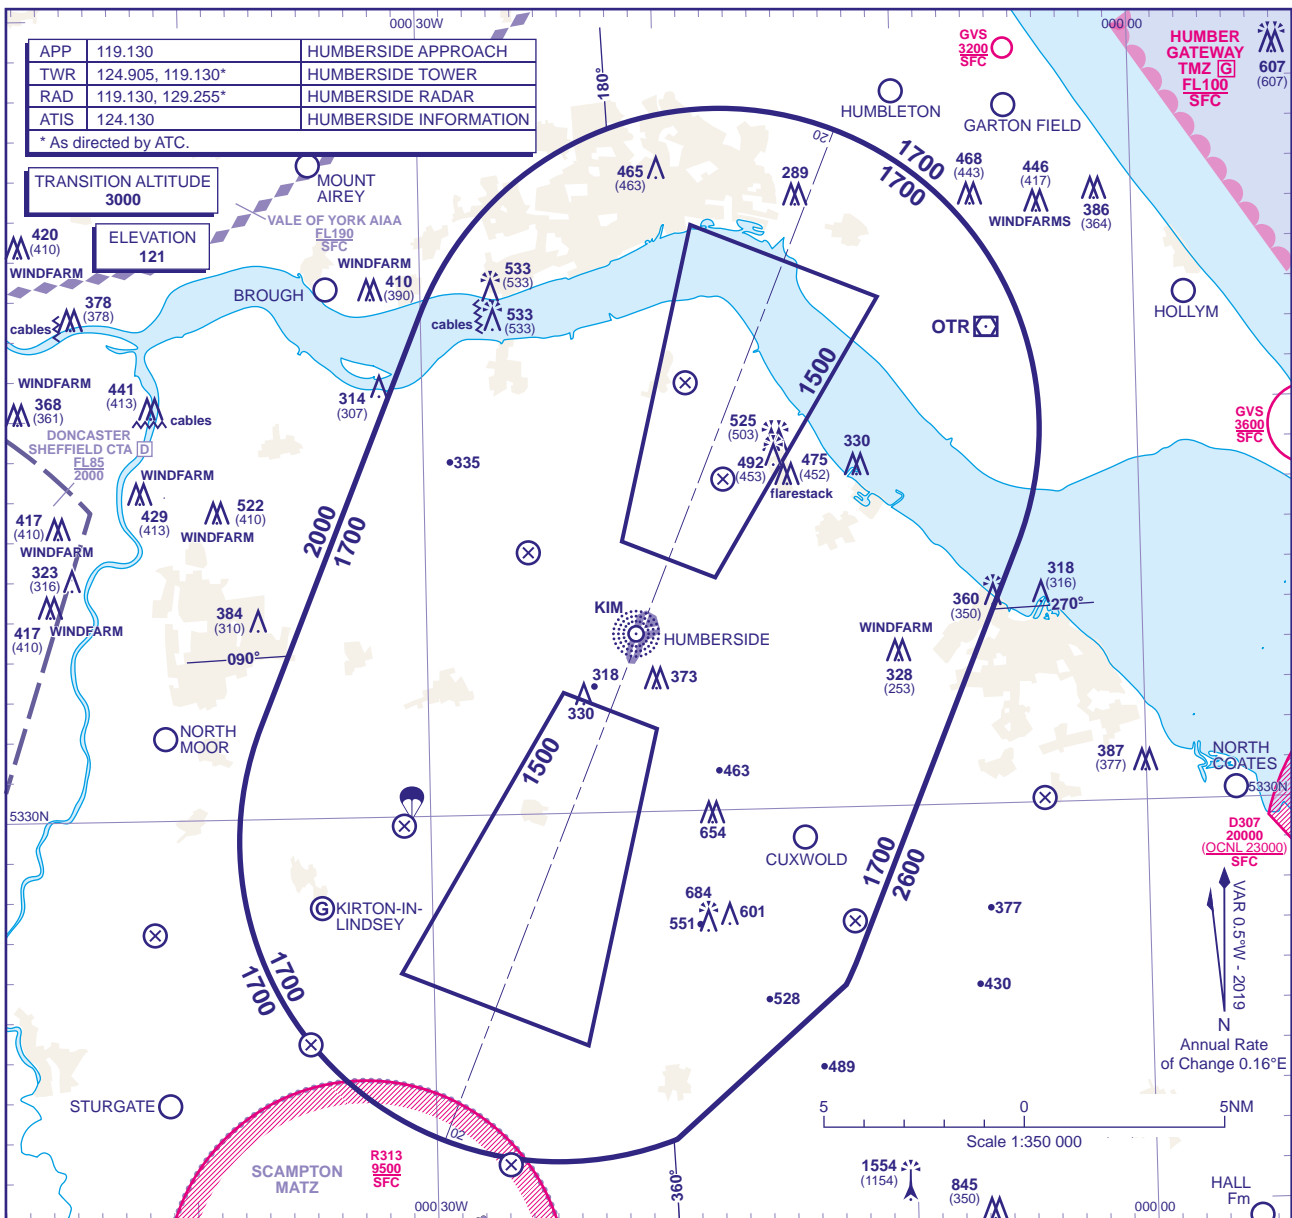 000 30W
000 00
APP 119.130 HUMBERSIDE APPROACH
TWR 124.905, 119.130* HUMBERSIDE TOWER
RAD 119.130, 129.255* HUMBERSIDE RADAR
ATIS 124.130 HUMBERSIDE INFORMATION
* As directed by ATC.
TRANSITION ALTITUDE
3000
ELEVATION
121
GVS
3200
SFC
HUMBER
GATEWAY
TMZ G
FL100
SFC
607
(607)
180°
HUMBLETON
GARTON FIELD
20
MOUNT
AIREY
VALE OF YORK AIAA
FL190
SFC
465
(463)
289
1700
1700
468
(443)
446
(417)
WINDFARMS
386
(364)
420
(410)
WINDFARM
378
(378)
cables
BROUGH
WINDFARM
410
(390)
533
(533)
cables
533
(533)
OTR
HOLLYM
WINDFARM
368
(361)
441
(413)
cables
314
(307)
1500
GVS
3600
SFC
DONCASTER
SHEFFIELD CTA D
FL85
2000
335
525
(503)
492
(453)
475
(452)
flarestack
330
WINDFARM
429
(413)
522
(410)
WINDFARM
417
(410)
WINDFARM
2000
1700
323
(316)
417
(410)
WINDFARM
384
(310)
090°
KIM
HUMBERSIDE
360
(350)
318
(316)
270°
WINDFARM
328
(253)
318
330
373
NORTH
MOOR
1500
463
387
(377)
NORTH
COATES
5330N
5330N
654
CUXWOLD
D307
20000
(OCNL 23000)
SFC
1700
2600
684
551
601
377
G
KIRTON-IN-
LINDSEY
1700
1700
528
430
VAR 0.5°W - 2019
N
Annual Rate
of Change 0.16°E
489
STURGATE
5 0 5NM
Scale 1:350 000
02
SCAMPTON
MATZ
R313
9500
SFC
360°
1554
(1154)
845
(350)
HALL
Fm
000 30W
000 00